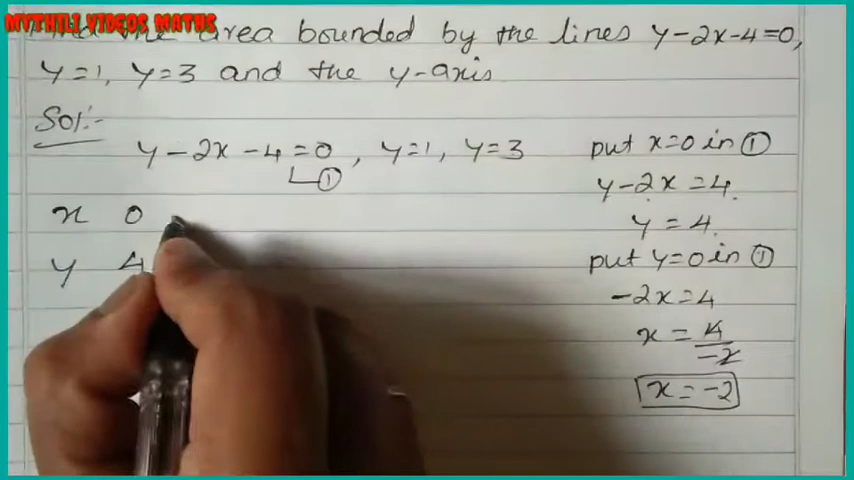 MYTHILI VIDEOS MATHS
the area bounded by the lines y-2x-4=0,
y=1, y=3 and the y-axis
Sol:-
y-2x-4=0, y=1, y=3
①
x 0
y 4
put x=0 in ①
y-2x=4.
y=4.
put y=0 in ①
-2x=4
x = 4/-2
x=-2